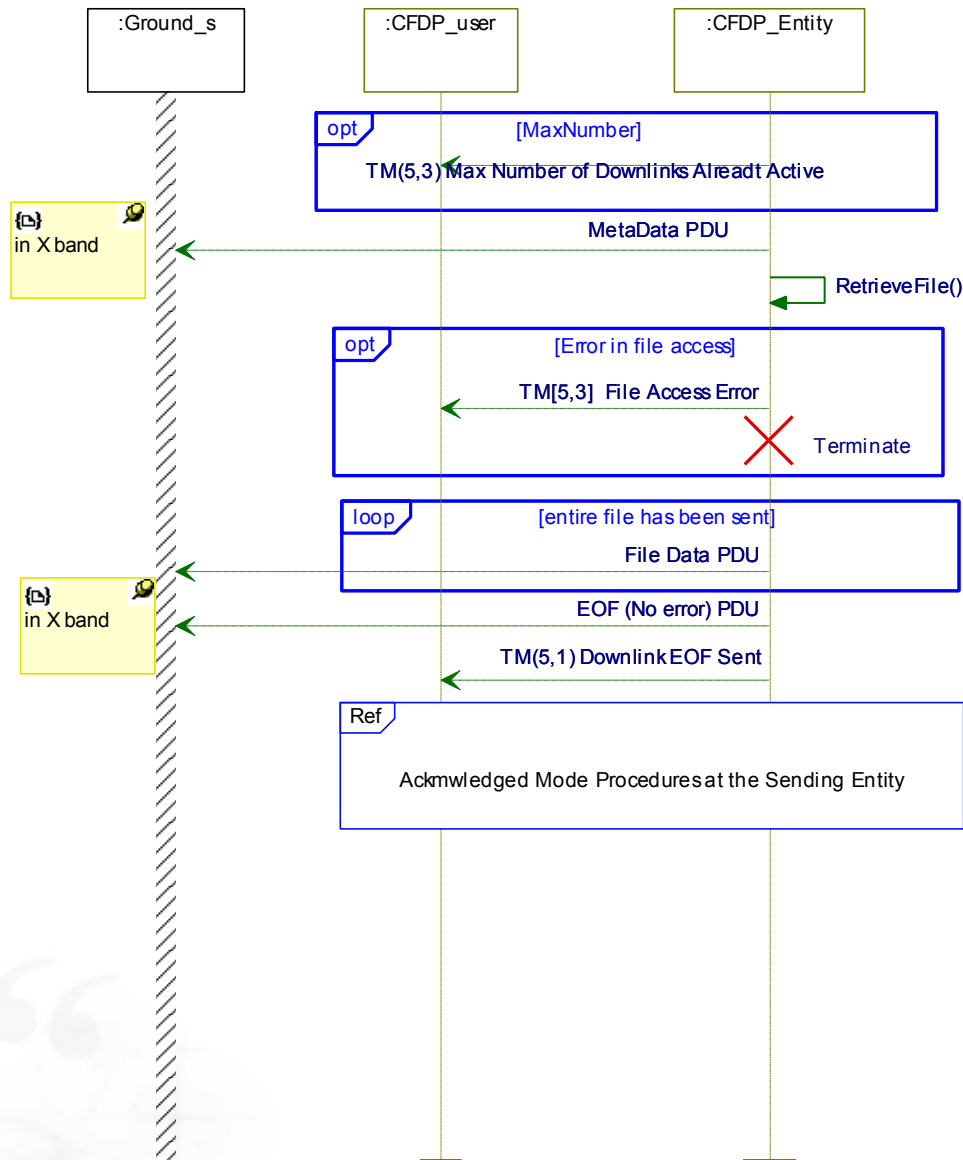 :Ground_s
:CFDP_user
:CFDP_Entity
opt
[MaxNumber]
TM(5,3) Max Number of Downlinks Alreadt Active
in X band
MetaData PDU
RetrieveFile()
opt
[Error in file access]
TM[5,3] File Access Error
Terminate
loop
[entire file has been sent]
File Data PDU
in X band
EOF (No error) PDU
TM(5,1) Downlink EOF Sent
Ref
Ackmwledged Mode Procedures at the Sending Entity